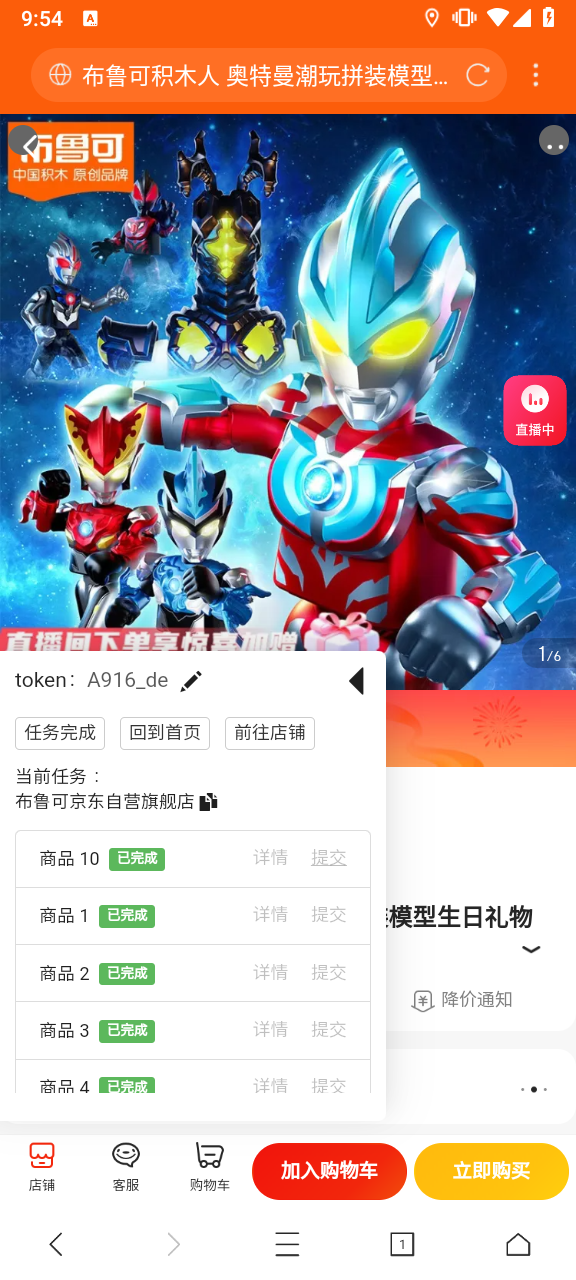 9:54
A
布鲁可积木人 奥特曼潮玩拼装模型...
布鲁可
中国积木 原创品牌
直播中
直播间下单享惊喜加赠
1/6
token： A916_de
任务完成
回到首页
前往店铺
当前任务：
布鲁可京东自营旗舰店
商品 10 已完成 详情 提交
商品 1 已完成 详情 提交
商品 2 已完成 详情 提交
商品 3 已完成 详情 提交
商品 4 已完成 详情 提交
模型生日礼物
降价通知
店铺
客服
购物车
加入购物车
立即购买
1